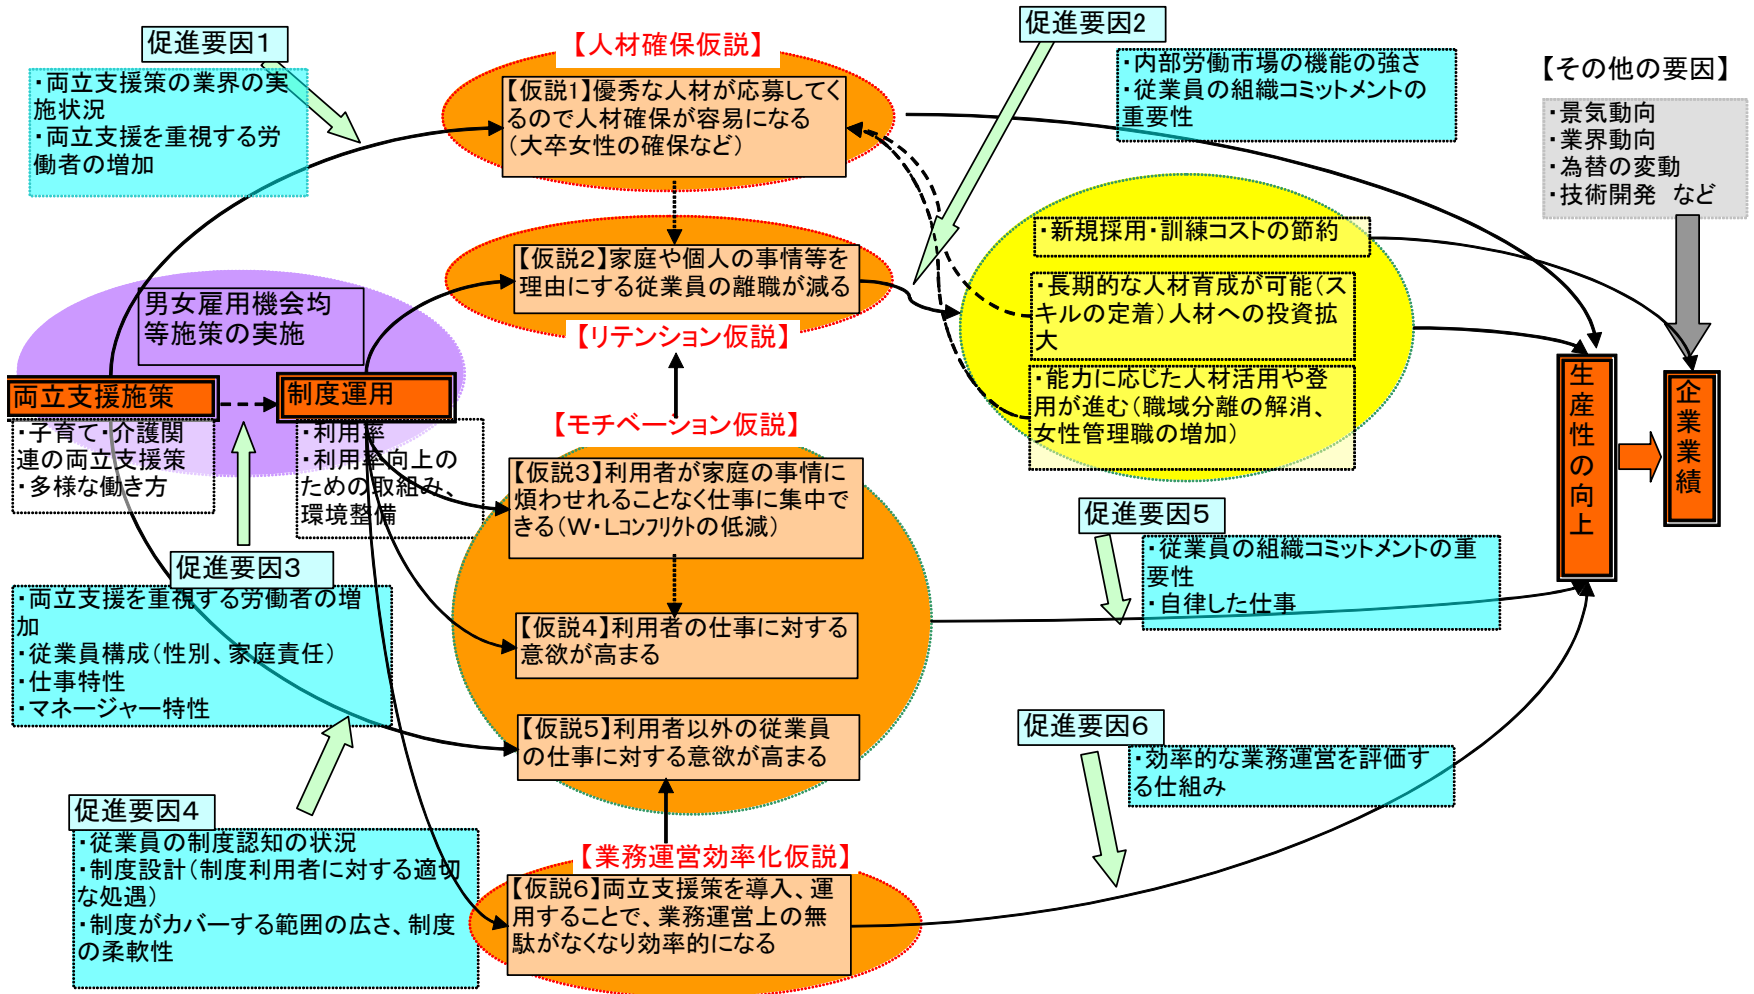 促進要因1
・両立支援策の業界の実
施状況
・両立支援を重視する労
働者の増加
【人材確保仮説】
【仮説1】優秀な人材が応募してく
るので人材確保が容易になる
(大卒女性の確保など)
促進要因2
・内部労働市場の機能の強さ
・従業員の組織コミットメントの
重要性
【その他の要因】
・景気動向
・業界動向
・為替の変動
・技術開発 など
【仮説2】家庭や個人の事情等を
理由にする従業員の離職が減る
【リテンション仮説】
・新規採用・訓練コストの節約
・長期的な人材育成が可能(ス
キルの定着)人材への投資拡
大
・能力に応じた人材活用や登
用が進む(職域分離の解消、
女性管理職の増加)
男女雇用機会均
等施策の実施
両立支援施策
制度運用
・子育て・介護関
連の両立支援策
・多様な働き方
・利用率
・利用率向上の
ための取組み、
環境整備
【モチベーション仮説】
【仮説3】利用者が家庭の事情に
煩わせれることなく仕事に集中で
きる(W・Lコンフリクトの低減)
【仮説4】利用者の仕事に対する
意欲が高まる
【仮説5】利用者以外の従業員
の仕事に対する意欲が高まる
生産性の向上
企業業績
促進要因3
・両立支援を重視する労働者の増
加
・従業員構成(性別、家庭責任)
・仕事特性
・マネージャー特性
促進要因5
・従業員の組織コミットメントの重
要性
・自律した仕事
促進要因6
・効率的な業務運営を評価す
る仕組み
促進要因4
・従業員の制度認知の状況
・制度設計(制度利用者に対する適切
な処遇)
・制度がカバーする範囲の広さ、制度
の柔軟性
【業務運営効率化仮説】
【仮説6】両立支援策を導入、運
用することで、業務運営上の無
駄がなくなり効率的になる